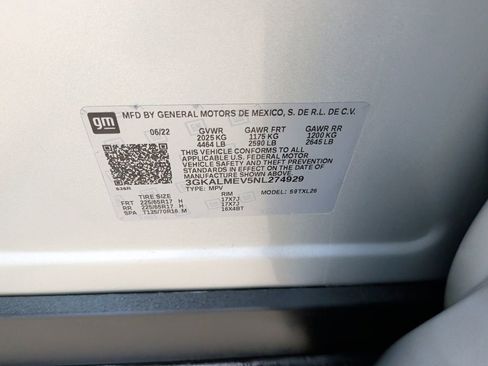 gm
MFD BY GENERAL MOTORS DE MEXICO, S. DE R.L. DE C.V.
06/22 GVWR GAWR FRT GAWR RR
2025 KG 1175 KG 1200 KG
4464 LB 2590 LB 2645 LB
THIS VEHICLE CONFORMS TO ALL
APPLICABLE U.S. FEDERAL MOTOR
VEHICLE SAFETY AND THEFT PREVENTION
STANDARDS IN EFFECT ON THE DATE OF
MANUFACTURE SHOWN ABOVE.
3GKALMEV5NL274929
TYPE: MPV MODEL:
TIRE SIZE RIM
FRT 225/65R17 H 17X7J
RR 225/65R17 H 17X7J
SPA T135/70R16 M 16X4BT